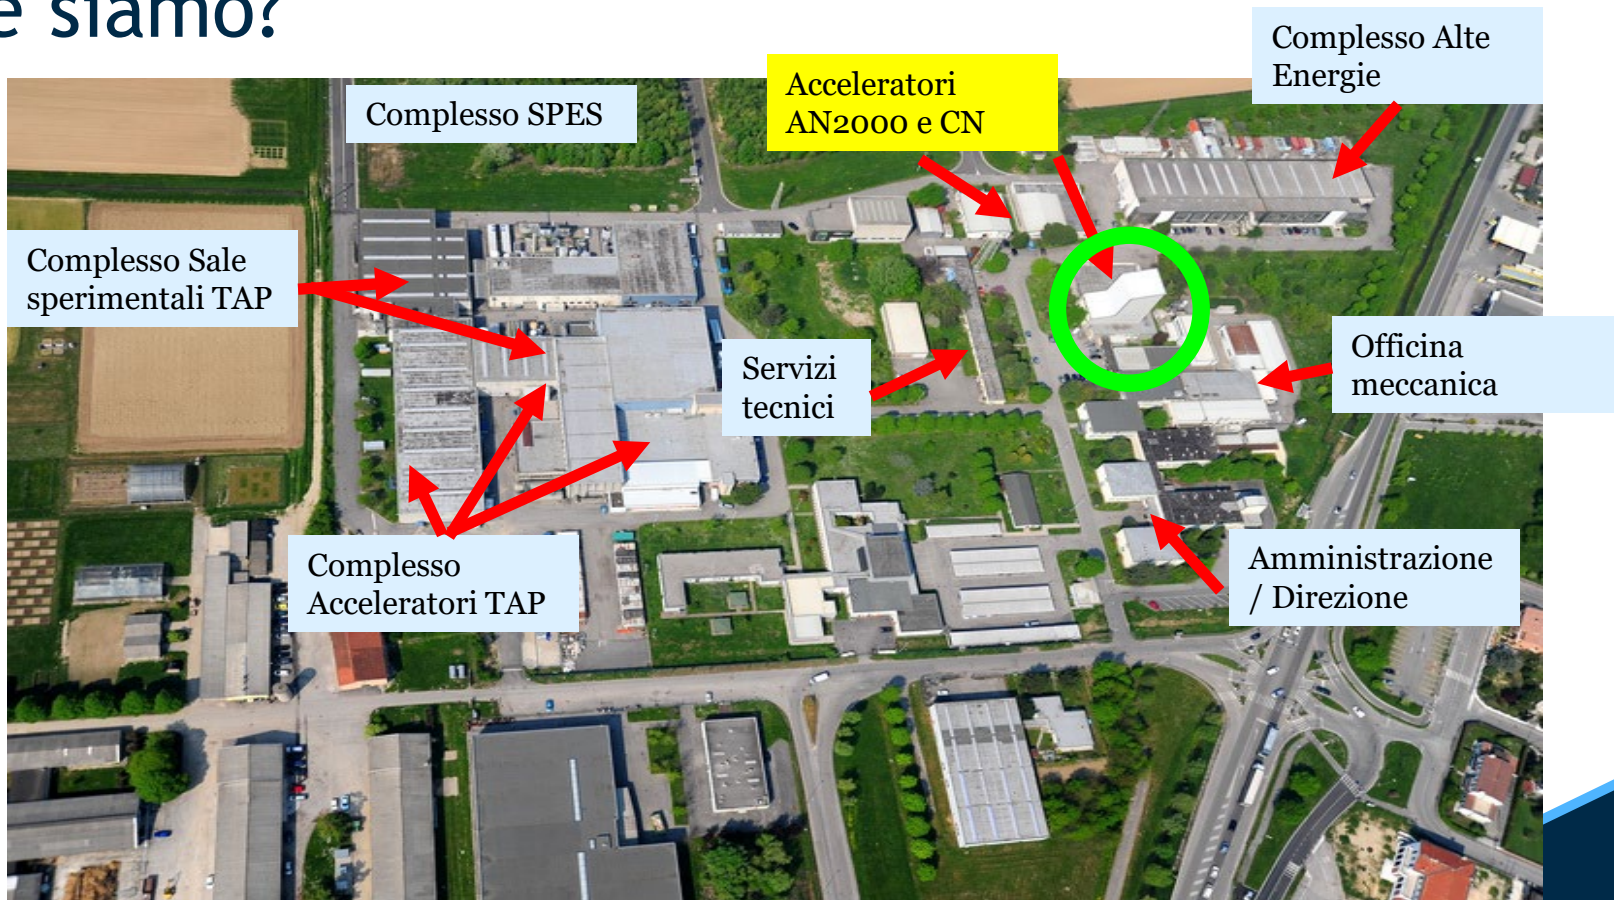 e siamo?
Complesso Alte
Energie
Acceleratori
AN2000 e CN
Complesso SPES
Complesso Sale
sperimentali TAP
Servizi
tecnici
Officina
meccanica
Complesso
Acceleratori TAP
Amministrazione
/ Direzione